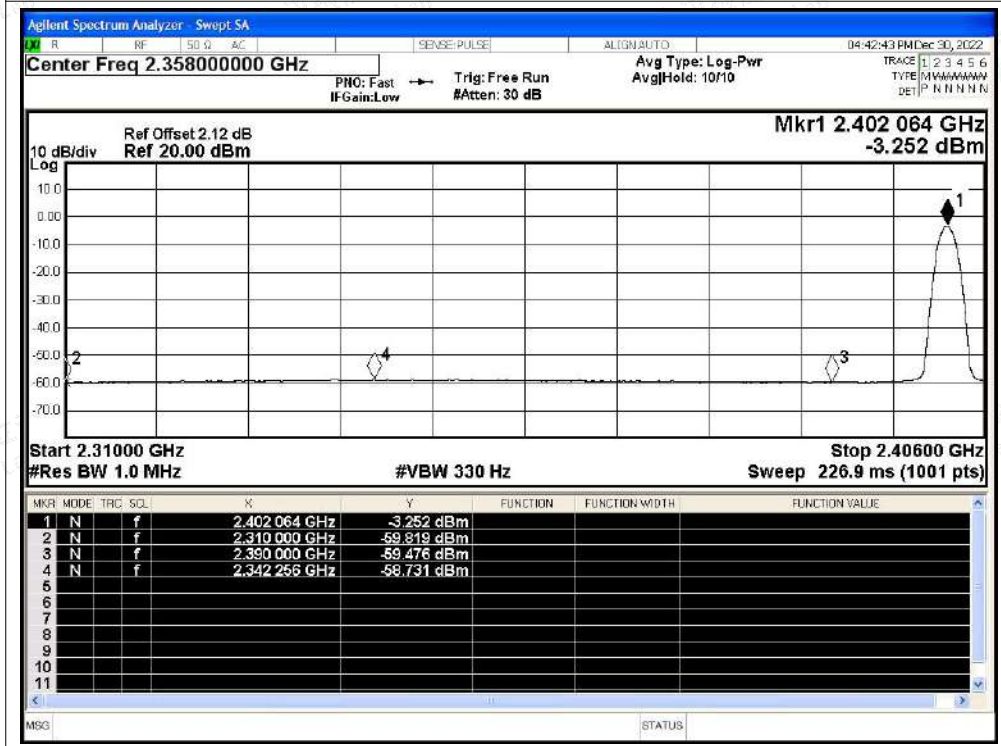 Agilent Spectrum Analyzer - Swept SA
LXI R RF 50 Ω AC SENSE:PULSE ALIGN AUTO 04:42:43 PM Dec 30, 2022
Center Freq 2.358000000 GHz
PNO: Fast
IFGain:Low
Trig: Free Run
#Atten: 30 dB
Avg Type: Log-Pwr
Avg|Hold: 10/10
TRACE 1 2 3 4 5 6
TYPE M
DET P N N N N N
Mkr1 2.402 064 GHz
-3.252 dBm
Ref Offset 2.12 dB
10 dB/div Ref 20.00 dBm
Log
10.0
0.00
-10.0
-20.0
-30.0
-40.0
-50.0
-60.0
-70.0
1
2
4
3
Start 2.31000 GHz Stop 2.40600 GHz
#Res BW 1.0 MHz #VBW 330 Hz Sweep 226.9 ms (1001 pts)
MKR MODE TRC SCL X Y FUNCTION FUNCTION WIDTH FUNCTION VALUE
1 N f 2.402 064 GHz -3.252 dBm
2 N f 2.310 000 GHz -59.819 dBm
3 N f 2.390 000 GHz -59.476 dBm
4 N f 2.342 256 GHz -58.731 dBm
5
6
7
8
9
10
11
MSG STATUS